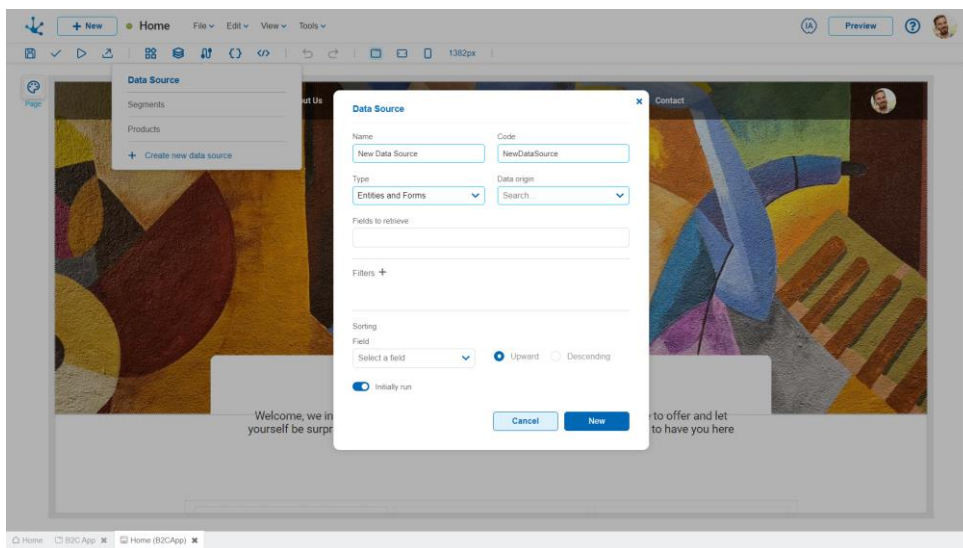 + New
Home
File
Edit
View
Tools
IA
Preview
?
1382px
Page
Data Source
Segments
Products
+ Create new data source
ut Us
Contact
Data Source
Name
Code
New Data Source
NewDataSource
Type
Data origin
Entities and Forms
Search...
Fields to retrieve
Filters +
Sorting
Field
Select a field
Upward
Descending
Initially run
Cancel
New
Welcome, we in
to offer and let
yourself be surpr
to have you here
Home
B2C App
Home (B2CApp)